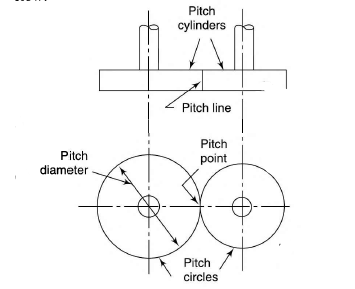 Pitch
cylinders
Pitch line
Pitch
point
Pitch
diameter
Pitch
circles